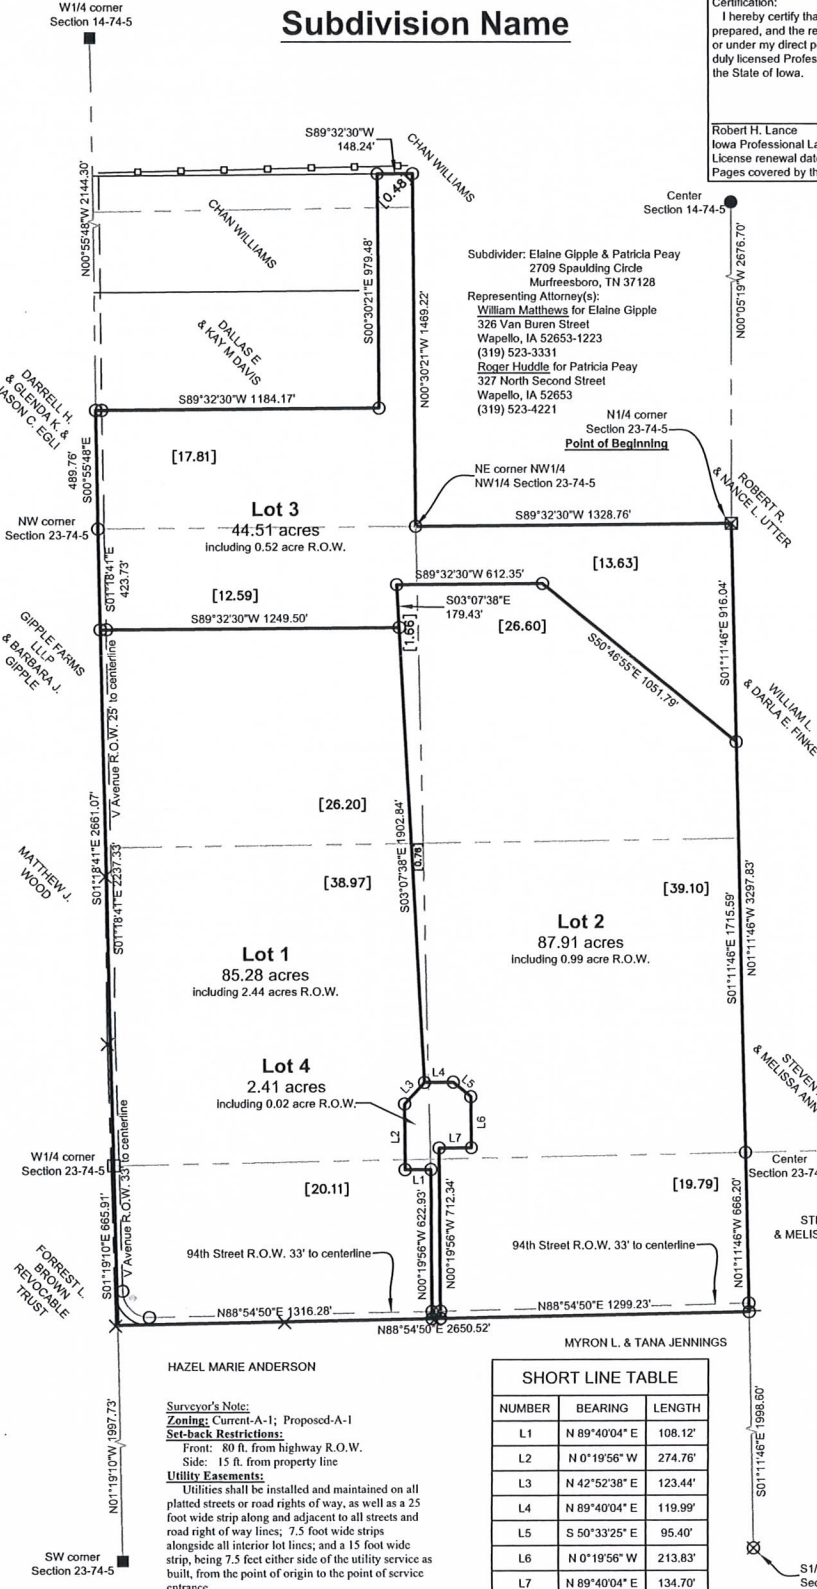 W1/4 corner
Section 14-74-5
Subdivision Name
Certification:
I hereby certify tha
prepared, and the re
or under my direct p
duly licensed Profes
the State of Iowa.
Robert H. Lance
Iowa Professional La
License renewal dat
Pages covered by th
S89°32'30"W
148.24'
CHAN WILLIAMS
[0.48]
N00°55'48"W 2144.30'
CHAN WILLIAMS
S00°30'21"E 979.48'
N00°30'21"W 1469.22'
Center
Section 14-74-5
N00°05'19"W 2676.70'
Subdivider: Elaine Gipple & Patricia Peay
2709 Spaulding Circle
Murfreesboro, TN 37128
Representing Attorney(s):
William Matthews for Elaine Gipple
326 Van Buren Street
Wapello, IA 52653-1223
(319) 523-3331
Roger Huddle for Patricia Peay
327 North Second Street
Wapello, IA 52653
(319) 523-4221
DALLAS E
& KAY M DAVIS
DARRELL H.
& GLENDA K. &
JASON C. EGLI
S89°32'30"W 1184.17'
N1/4 corner
Section 23-74-5
Point of Beginning
489.76'
S00°55'48"E
[17.81]
NE corner NW1/4
NW1/4 Section 23-74-5
ROBERT R.
& NANCE L. UTTER
Lot 3
44.51 acres
including 0.52 acre R.O.W.
NW corner
Section 23-74-5
S89°32'30"W 1328.76'
S01°18'41"E
423.73'
[13.63]
S89°32'30"W 612.35'
[12.59]
S03°07'38"E
179.43'
S89°32'30"W 1249.50'
[1.66]
[26.60]
S01°11'46"E 916.04'
GIPPLE FARMS
LLLP
& BARBARA J.
GIPPLE
S50°46'55"E 1051.79'
V Avenue R.O.W. 25' to centerline
WILLIAM L.
& DARLA E. FINKE
[26.20]
S01°18'41"E 2661.07'
S01°18'41"E 2237.33'
S03°07'38"E 1902.84'
[0.76]
MATTHEW J.
WOOD
[38.97]
[39.10]
S01°11'46"E 1715.59'
N01°11'46"W 3297.83'
Lot 2
87.91 acres
including 0.99 acre R.O.W.
Lot 1
85.28 acres
including 2.44 acres R.O.W.
Lot 4
2.41 acres
including 0.02 acre R.O.W.
L4
L3
L5
L2
L6
L7
L1
STEVEN
& MELISSA ANN
W1/4 corner
Section 23-74-5
Center
Section 23-74
[20.11]
[19.79]
V Avenue R.O.W. 33' to centerline
S01°19'10"E 665.91'
N00°19'56"W 622.93'
N00°19'56"W 712.34'
N01°11'46"W 666.20'
STE
& MELIS
FORREST L.
BROWN
REVOCABLE
TRUST
94th Street R.O.W. 33' to centerline
94th Street R.O.W. 33' to centerline
N88°54'50"E 1316.28'
N88°54'50"E 1299.23'
N88°54'50"E 2650.52'
MYRON L. & TANA JENNINGS
HAZEL MARIE ANDERSON
N01°19'10"W 1997.73'
Surveyor's Note:
Zoning: Current-A-1; Proposed-A-1
Set-back Restrictions:
Front: 80 ft. from highway R.O.W.
Side: 15 ft. from property line
Utility Easements:
Utilities shall be installed and maintained on all
platted streets or road rights of way, as well as a 25
foot wide strip along and adjacent to all streets and
road right of way lines; 7.5 foot wide strips
alongside all interior lot lines; and a 15 foot wide
strip, being 7.5 feet either side of the utility service as
built, from the point of origin to the point of service
entrance.
SW corner
Section 23-74-5
SHORT LINE TABLE
NUMBER BEARING LENGTH
L1 N 89°40'04" E 108.12'
L2 N 0°19'56" W 274.76'
L3 N 42°52'38" E 123.44'
L4 N 89°40'04" E 119.99'
L5 S 50°33'25" E 95.40'
L6 N 0°19'56" W 213.83'
L7 N 89°40'04" E 134.70'
S01°11'46"E 1998.60'
S1/
Sec